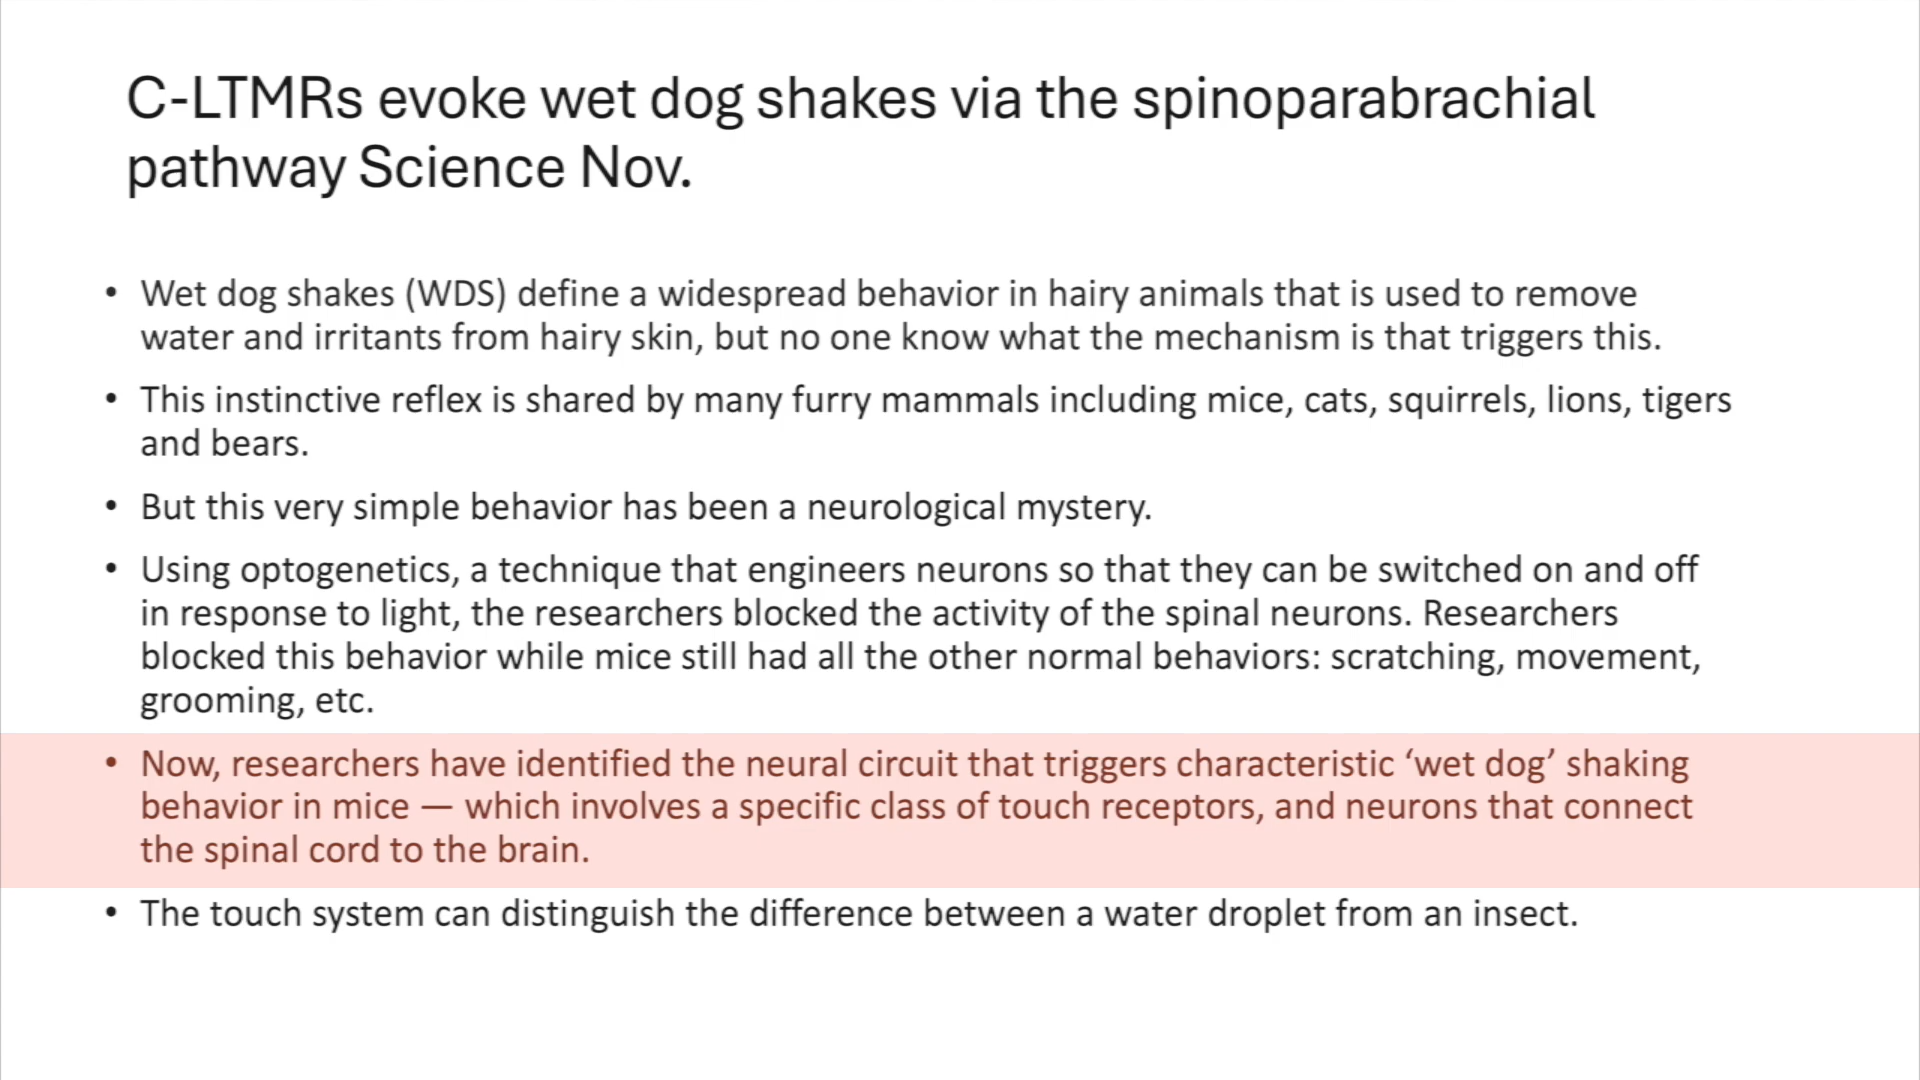 C-LTMRs evoke wet dog shakes via the spinoparabrachial
pathway Science Nov.
• Wet dog shakes (WDS) define a widespread behavior in hairy animals that is used to remove
water and irritants from hairy skin, but no one know what the mechanism is that triggers this.
• This instinctive reflex is shared by many furry mammals including mice, cats, squirrels, lions, tigers
and bears.
• But this very simple behavior has been a neurological mystery.
• Using optogenetics, a technique that engineers neurons so that they can be switched on and off
in response to light, the researchers blocked the activity of the spinal neurons. Researchers
blocked this behavior while mice still had all the other normal behaviors: scratching, movement,
grooming, etc.
• Now, researchers have identified the neural circuit that triggers characteristic ‘wet dog’ shaking
behavior in mice — which involves a specific class of touch receptors, and neurons that connect
the spinal cord to the brain.
• The touch system can distinguish the difference between a water droplet from an insect.